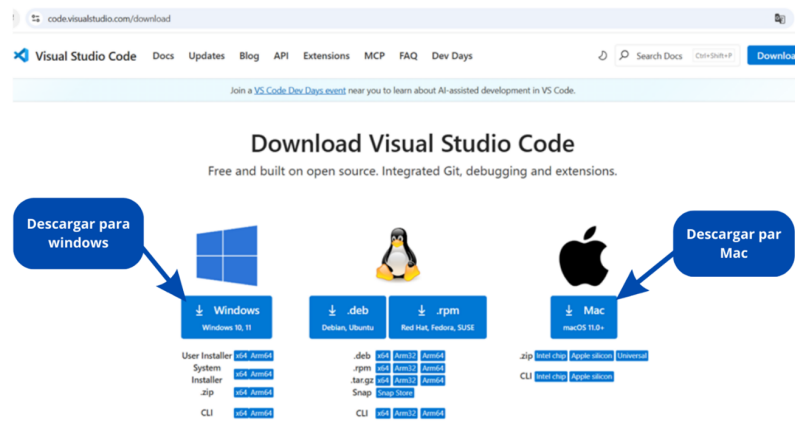 code.visualstudio.com/download
Visual Studio Code Docs Updates Blog API Extensions MCP FAQ Dev Days Search Docs Ctrl+Shift+P Downloa
Join a VS Code Dev Days event near you to learn about AI-assisted development in VS Code.
Download Visual Studio Code
Free and built on open source. Integrated Git, debugging and extensions.
Descargar para
windows
Descargar par
Mac
Windows
Windows 10, 11
.deb
Debian, Ubuntu
.rpm
Red Hat, Fedora, SUSE
Mac
macOS 11.0+
User Installer x64 Arm64
System
Installer x64 Arm64
.zip x64 Arm64
CLI x64 Arm64
.deb x64 Arm32 Arm64
.rpm x64 Arm32 Arm64
.tar.gz x64 Arm32 Arm64
Snap Snap Store
CLI x64 Arm32 Arm64
.zip Intel chip Apple silicon Universal
CLI Intel chip Apple silicon